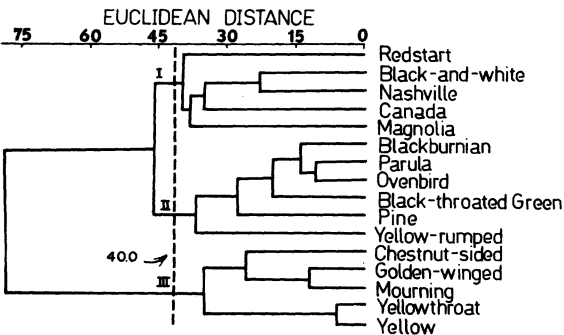 EUCLIDEAN DISTANCE
75 60 45 30 15 0
Redstart
I
Black-and-white
Nashville
Canada
Magnolia
Blackburnian
Parula
Ovenbird
Black-throated Green
II
Pine
Yellow-rumped
Chestnut-sided
40.0
Golden-winged
III
Mourning
Yellowthroat
Yellow